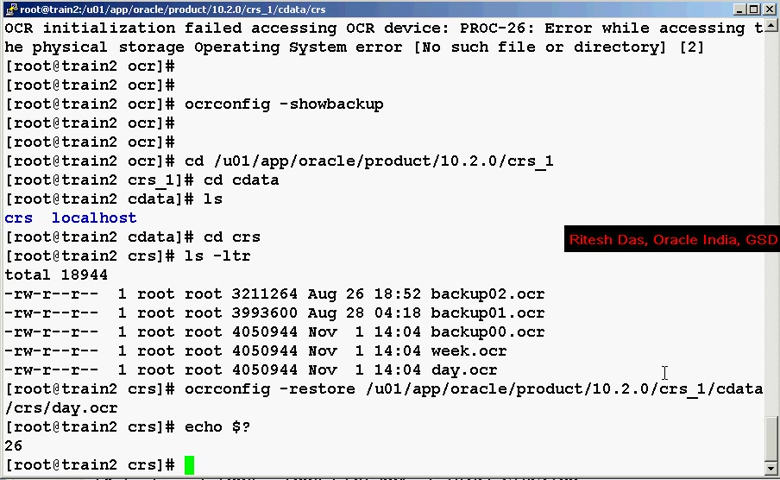 root@train2:/u01/app/oracle/product/10.2.0/crs_1/cdata/crs
OCR initialization failed accessing OCR device: PROC-26: Error while accessing t
he physical storage Operating System error [No such file or directory] [2]
[root@train2 ocr]#
[root@train2 ocr]#
[root@train2 ocr]# ocrconfig -showbackup
[root@train2 ocr]#
[root@train2 ocr]#
[root@train2 ocr]# cd /u01/app/oracle/product/10.2.0/crs_1
[root@train2 crs_1]# cd cdata
[root@train2 cdata]# ls
crs  localhost
[root@train2 cdata]# cd crs
Ritesh Das, Oracle India, GSD
[root@train2 crs]# ls -ltr
total 18944
-rw-r--r--  1 root root 3211264 Aug 26 18:52 backup02.ocr
-rw-r--r--  1 root root 3993600 Aug 28 04:18 backup01.ocr
-rw-r--r--  1 root root 4050944 Nov  1 14:04 backup00.ocr
-rw-r--r--  1 root root 4050944 Nov  1 14:04 week.ocr
-rw-r--r--  1 root root 4050944 Nov  1 14:04 day.ocr
[root@train2 crs]# ocrconfig -restore /u01/app/oracle/product/10.2.0/crs_1/cdata
/crs/day.ocr
[root@train2 crs]# echo $?
26
[root@train2 crs]#